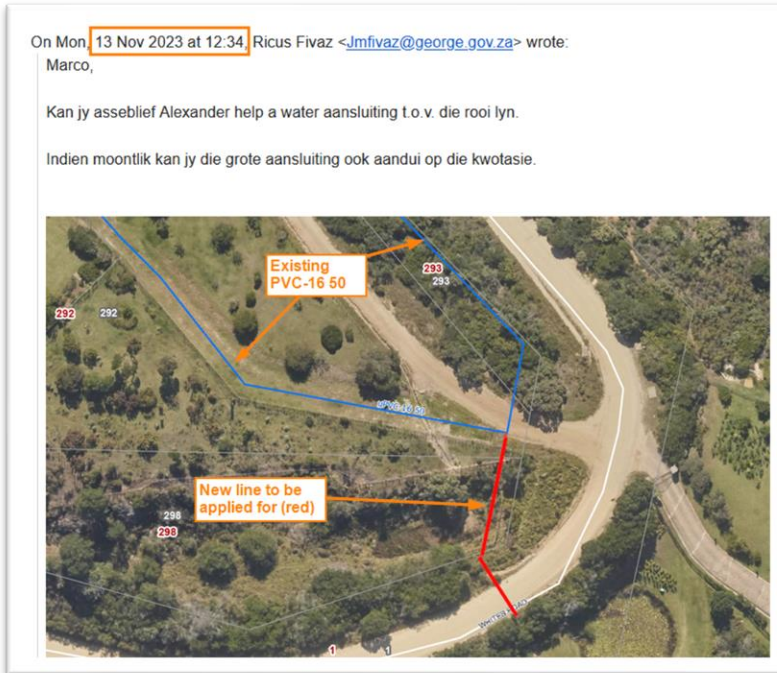 On Mon, 13 Nov 2023 at 12:34, Ricus Fivaz <Jmfivaz@george.gov.za> wrote:
Marco,
Kan jy asseblief Alexander help a water aansluiting t.o.v. die rooi lyn.
Indien moontlik kan jy die grote aansluiting ook aandui op die kwotasie.
Existing
PVC-16 50
293
293
292
292
uPVC-16 50
New line to be
applied for (red)
298
298
1
1